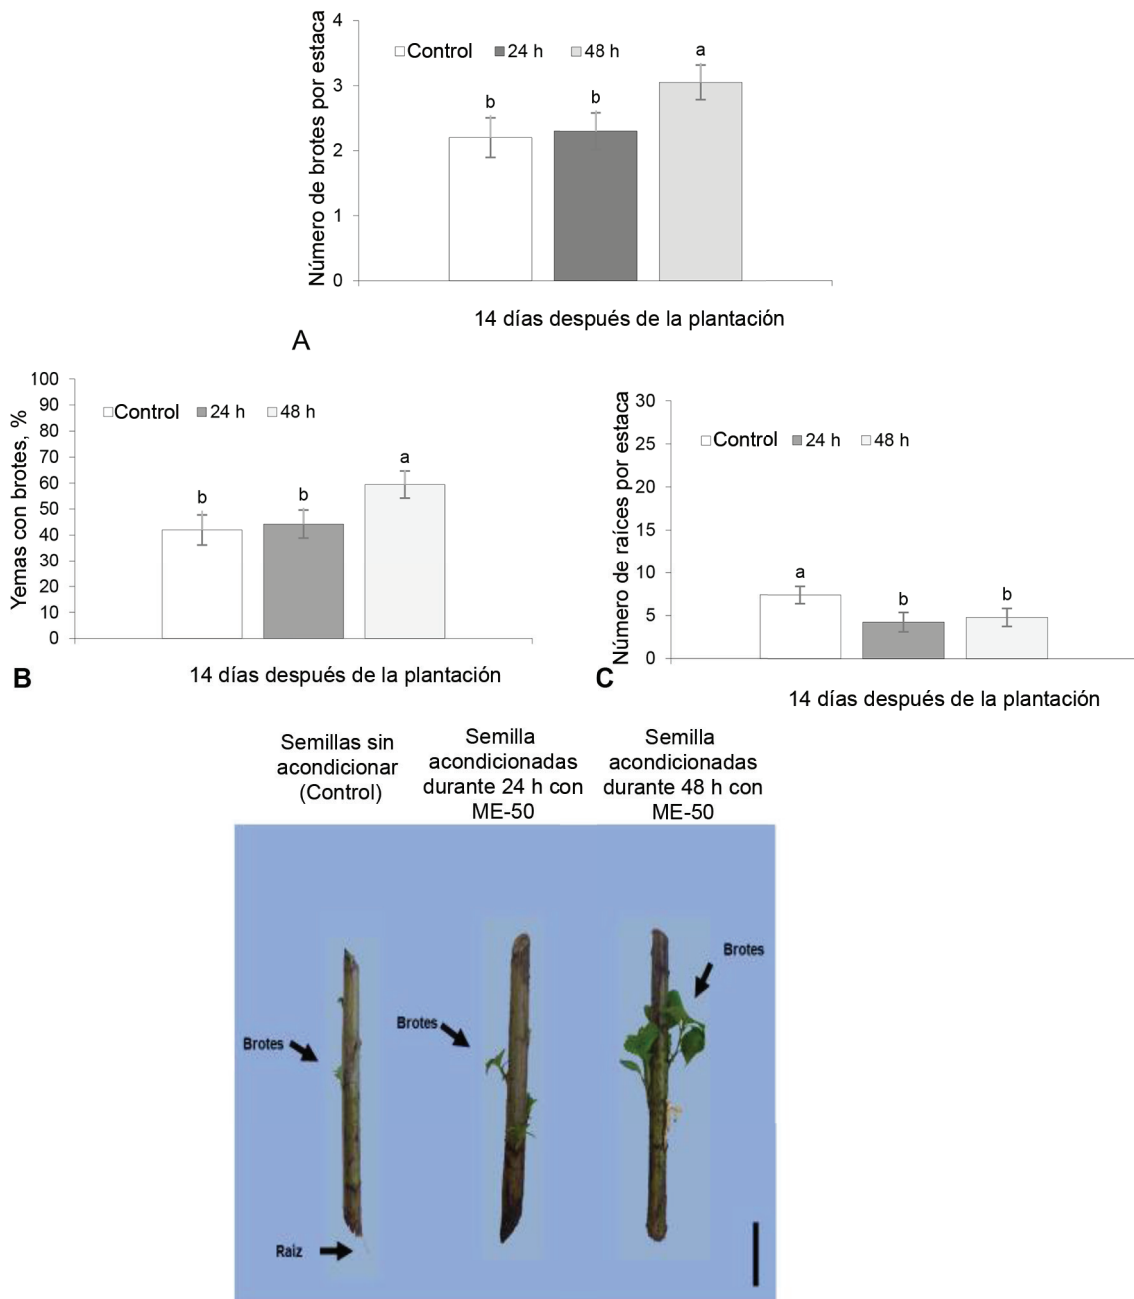 4
3
2
1
0
Número de brotes por estaca
Control 24 h 48 h
b
b
a
14 días después de la plantación
A
100
90
80
70
60
50
40
30
20
10
0
Yemas con brotes, %
Control 24 h 48 h
b
b
a
14 días después de la plantación
B
30
25
20
15
10
5
0
Número de raíces por estaca
Control 24 h 48 h
a
b
b
14 días después de la plantación
C
Semillas sin
acondicionar
(Control)
Semilla
acondicionadas
durante 24 h con
ME-50
Semilla
acondicionadas
durante 48 h con
ME-50
Brotes
Brotes
Brotes
Raiz